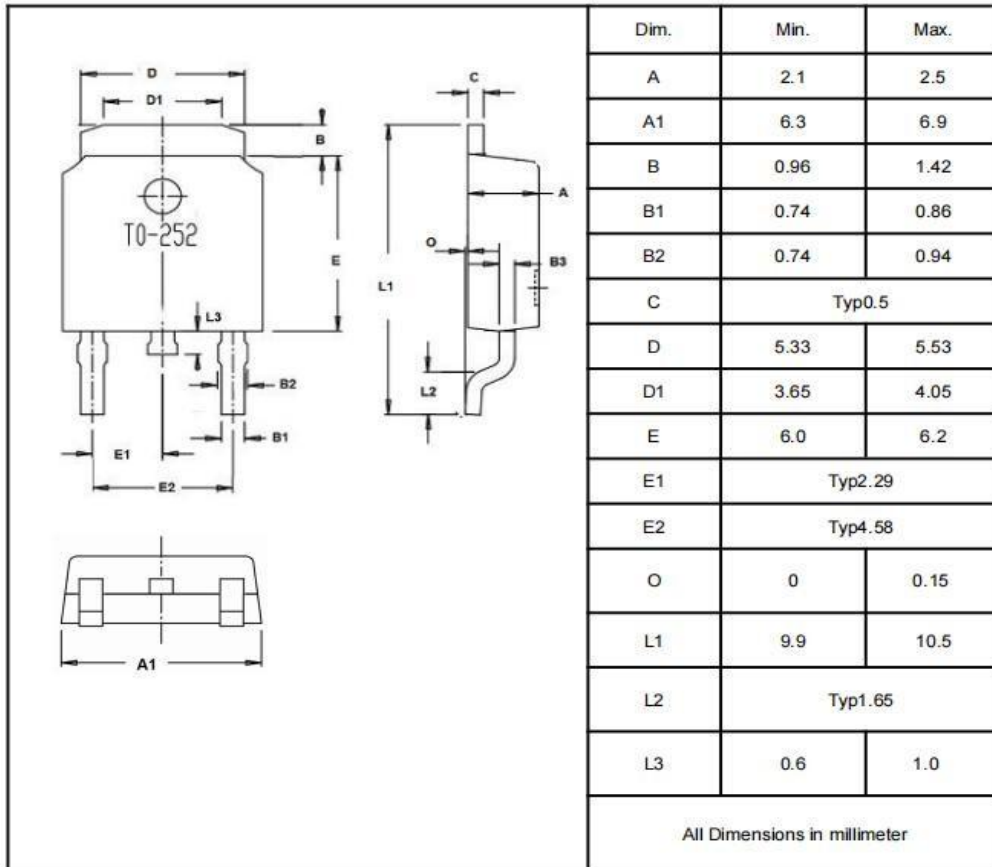 D
D1
B
C
TO-252
A
O
B3
E
L1
L3
L2
B2
B1
E1
E2
A1
Dim. Min. Max.
A 2.1 2.5
A1 6.3 6.9
B 0.96 1.42
B1 0.74 0.86
B2 0.74 0.94
C Typ0.5
D 5.33 5.53
D1 3.65 4.05
E 6.0 6.2
E1 Typ2.29
E2 Typ4.58
O 0 0.15
L1 9.9 10.5
L2 Typ1.65
L3 0.6 1.0
All Dimensions in millimeter